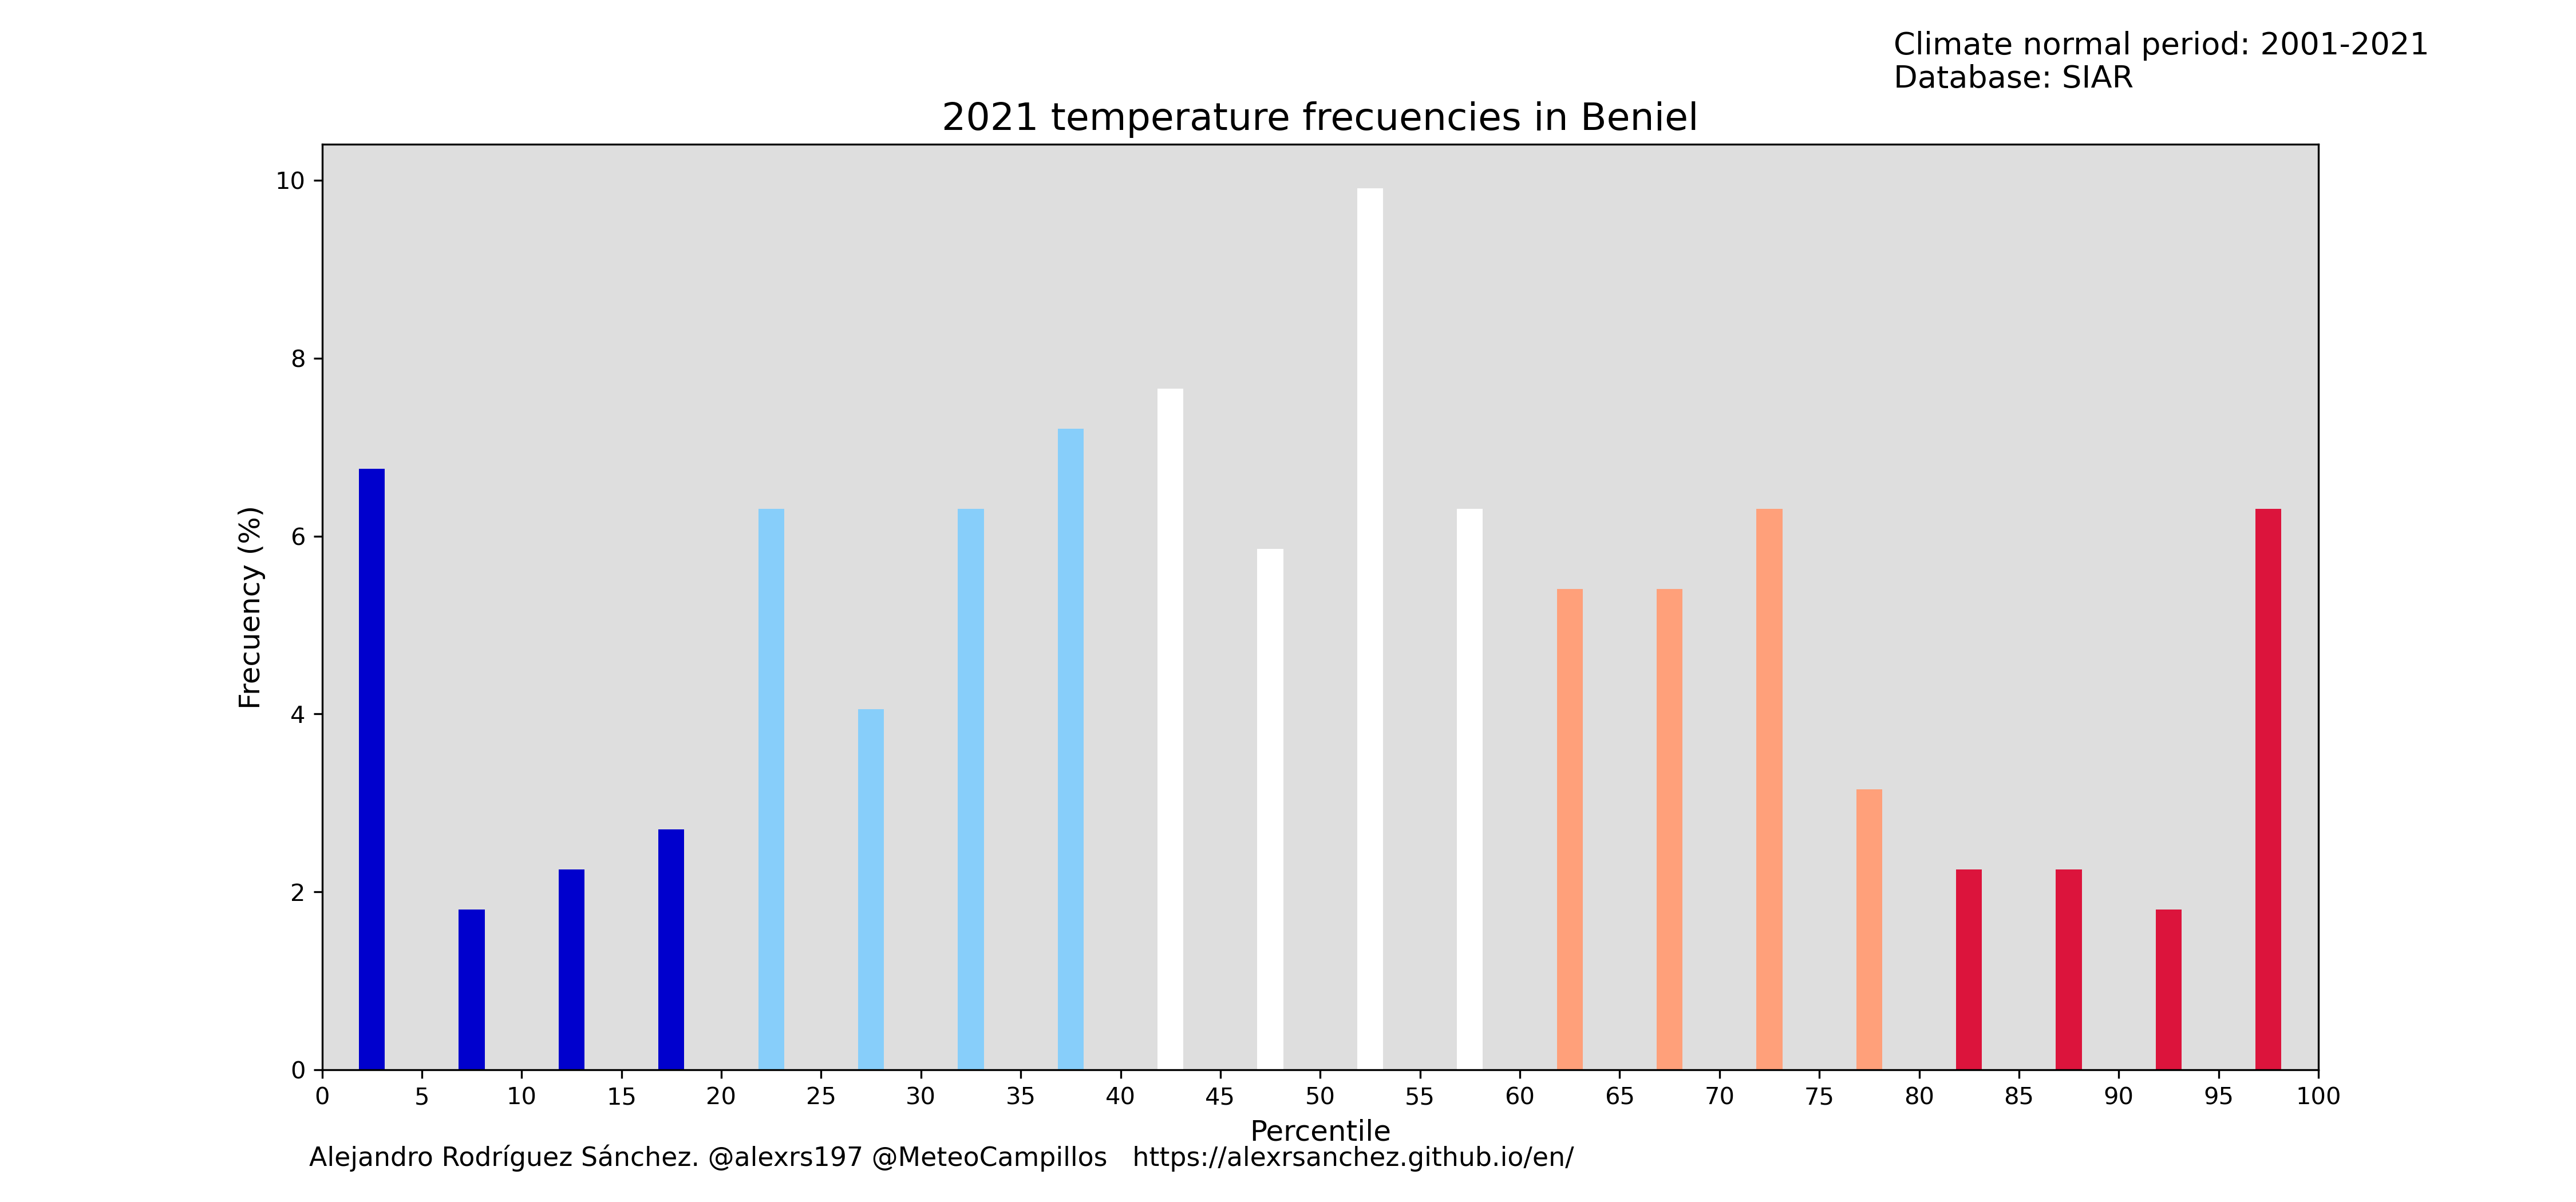 Climate normal period: 2001-2021
Database: SIAR
2021 temperature frecuencies in Beniel
10
8
6
4
2
0
Frecuency (%)
0 5 10 15 20 25 30 35 40 45 50 55 60 65 70 75 80 85 90 95 100
Percentile
Alejandro Rodríguez Sánchez. @alexrs197 @MeteoCampillos   https://alexrsanchez.github.io/en/